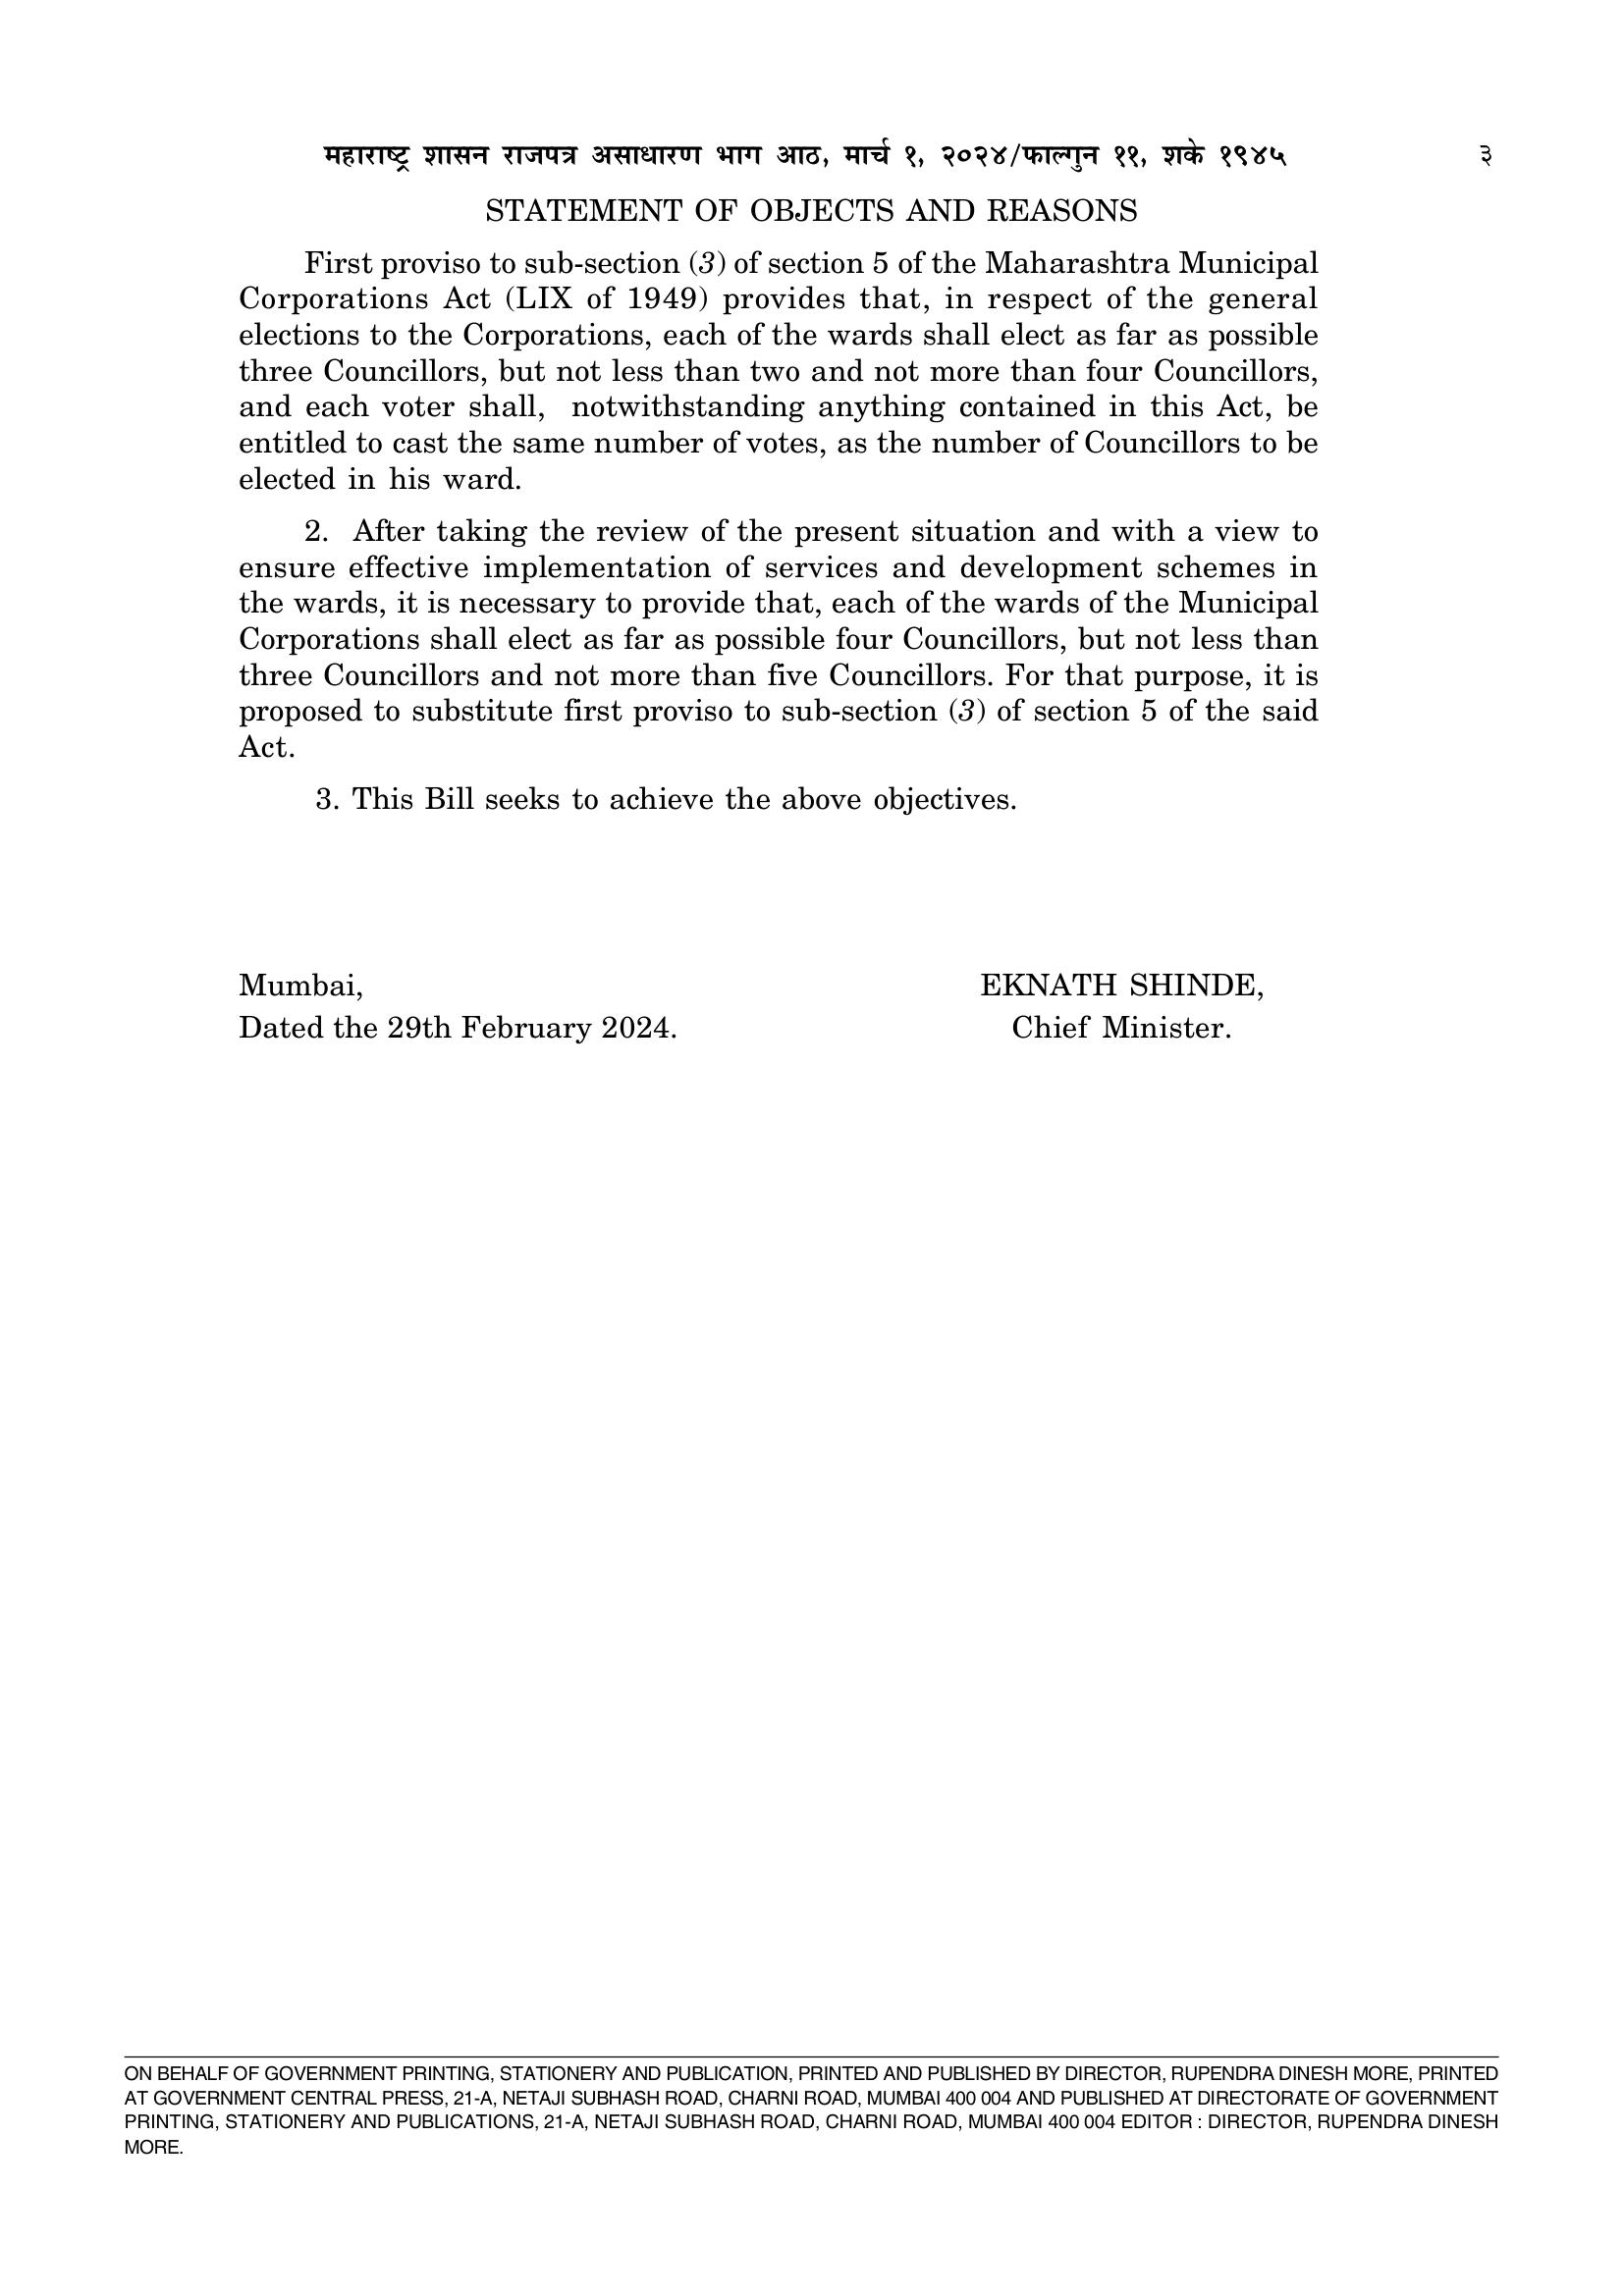 महाराष्ट्र शासन राजपत्र असाधारण भाग आठ, मार्च १, २०२४/फाल्गुन ११, शके १९४५ ३
STATEMENT OF OBJECTS AND REASONS
First proviso to sub-section (3) of section 5 of the Maharashtra Municipal
Corporations Act (LIX of 1949) provides that, in respect of the general
elections to the Corporations, each of the wards shall elect as far as possible
three Councillors, but not less than two and not more than four Councillors,
and each voter shall, notwithstanding anything contained in this Act, be
entitled to cast the same number of votes, as the number of Councillors to be
elected in his ward.
2. After taking the review of the present situation and with a view to
ensure effective implementation of services and development schemes in
the wards, it is necessary to provide that, each of the wards of the Municipal
Corporations shall elect as far as possible four Councillors, but not less than
three Councillors and not more than five Councillors. For that purpose, it is
proposed to substitute first proviso to sub-section (3) of section 5 of the said
Act.
3. This Bill seeks to achieve the above objectives.
Mumbai, EKNATH SHINDE,
Dated the 29th February 2024. Chief Minister.
ON BEHALF OF GOVERNMENT PRINTING, STATIONERY AND PUBLICATION, PRINTED AND PUBLISHED BY DIRECTOR, RUPENDRA DINESH MORE, PRINTED
AT GOVERNMENT CENTRAL PRESS, 21-A, NETAJI SUBHASH ROAD, CHARNI ROAD, MUMBAI 400 004 AND PUBLISHED AT DIRECTORATE OF GOVERNMENT
PRINTING, STATIONERY AND PUBLICATIONS, 21-A, NETAJI SUBHASH ROAD, CHARNI ROAD, MUMBAI 400 004 EDITOR : DIRECTOR, RUPENDRA DINESH
MORE.